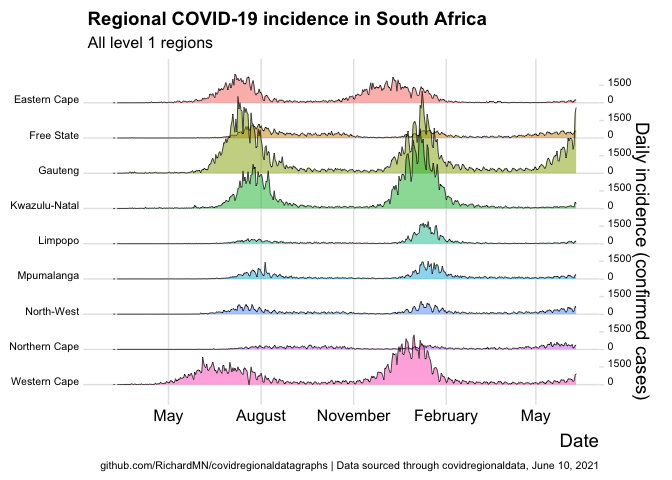 Regional COVID-19 incidence in South Africa
All level 1 regions
Eastern Cape
1500
0
Free State
1500
0
Gauteng
1500
0
Kwazulu-Natal
1500
0
Limpopo
1500
0
Mpumalanga
1500
0
North-West
1500
0
Northern Cape
1500
0
Western Cape
1500
0
Daily incidence (confirmed cases)
May August November February May
Date
github.com/RichardMN/covidregionaldatagraphs | Data sourced through covidregionaldata, June 10, 2021